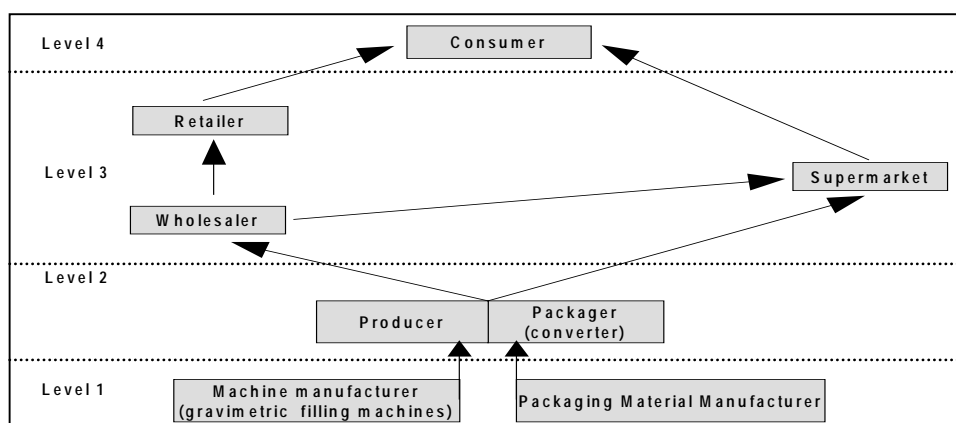 Level 4
Consumer
Retailer
Level 3
Supermarket
Wholesaler
Level 2
Producer
Packager
(converter)
Level 1
Machine manufacturer
(gravimetric filling machines)
Packaging Material Manufacturer